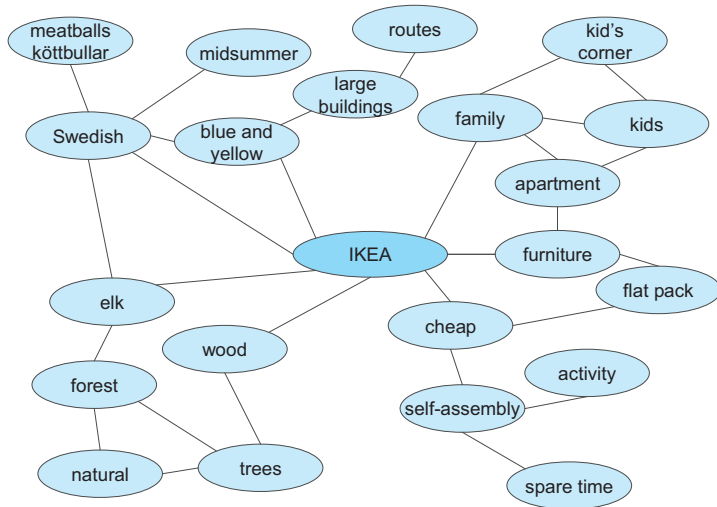 meatballs
köttbullar
midsummer
routes
kid's
corner
large
buildings
Swedish
blue and
yellow
family
kids
apartment
IKEA
furniture
elk
flat pack
cheap
wood
forest
activity
self-assembly
natural
trees
spare time